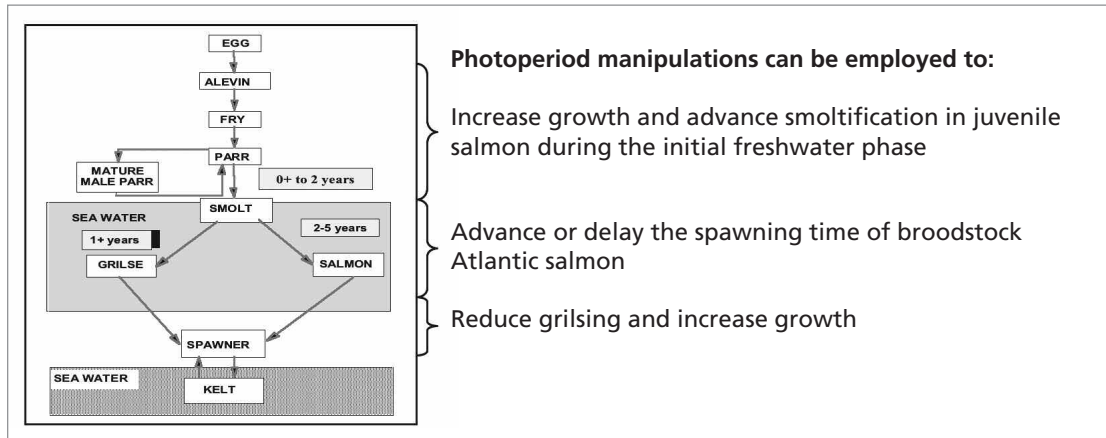 EGG
ALEVIN
FRY
PARR
MATURE
MALE PARR
0+ to 2 years
SMOLT
SEA WATER
1+ years
2-5 years
GRILSE
SALMON
SPAWNER
SEA WATER
KELT
Photoperiod manipulations can be employed to:
Increase growth and advance smoltification in juvenile
salmon during the initial freshwater phase
Advance or delay the spawning time of broodstock
Atlantic salmon
Reduce grilsing and increase growth